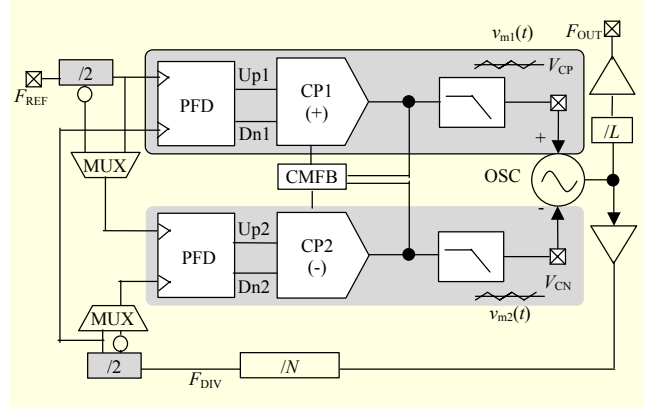 v_m1(t)
F_OUT
/2
F_REF
Up1
CP1
(+)
PFD
Dn1
V_CP
/L
+
MUX
CMFB
OSC
-
Up2
CP2
(-)
PFD
Dn2
V_CN
v_m2(t)
MUX
/2
F_DIV
/N